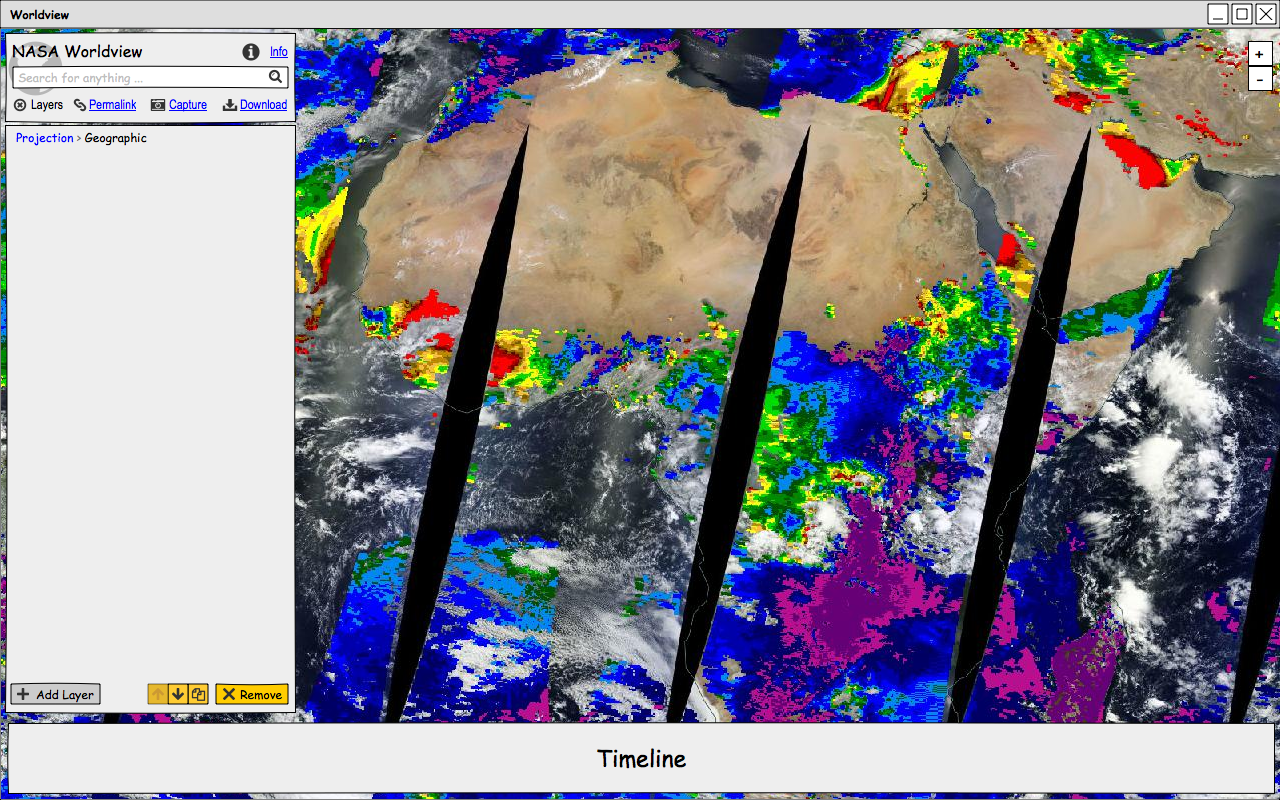 Worldview
NASA Worldview
Info
Search for anything ...
Layers Permalink Capture Download
Projection > Geographic
+
-
Add Layer
Remove
Timeline